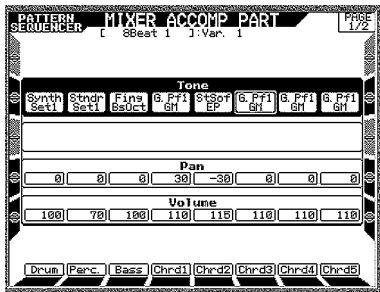 PATTERN SEQUENCER MIXER ACCOMP PART PAGE 1/2
[ 8Beat 1 ]:Var. 1
Tone
Synth Stndr Fing G. Pf1 StSof G. Pf1 G. Pf1 G. Pf1
Set1 Set1 BsOct GM EP GM GM GM
Pan
0 0 0 30 -30 0 0 0
Volume
100 70 100 110 115 110 110 110
Drum Perc. Bass Chrd1 Chrd2 Chrd3 Chrd4 Chrd5